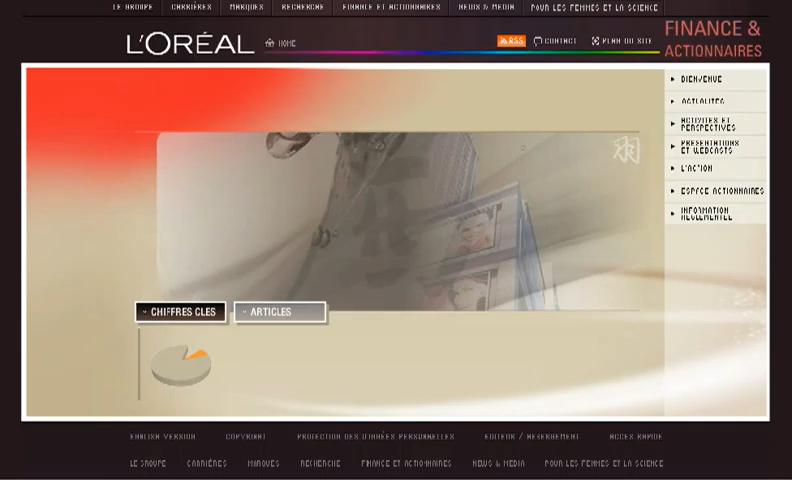 LE GROUPE CARRIÈRES MARQUES RECHERCHE FINANCE ET ACTIONNAIRES NEWS & MEDIA POUR LES FEMMES ET LA SCIENCE
L'ORÉAL HOME RSS CONTACT PLAN DU SITE
FINANCE &
ACTIONNAIRES
BIENVENUE
ACTUALITES
ACTIVITES ET
PERSPECTIVES
PRESENTATIONS
ET WEBCASTS
L'ACTION
ESPACE ACTIONNAIRES
INFORMATION
REGLEMENTEE
CHIFFRES CLES ARTICLES
ENGLISH VERSION COPYRIGHT PROTECTION DES DONNÉES PERSONNELLES EDITEUR / HEBERGEMENT ACCES RAPIDE
LE GROUPE CARRIÈRES MARQUES RECHERCHE FINANCE ET ACTIONNAIRES NEWS & MEDIA POUR LES FEMMES ET LA SCIENCE